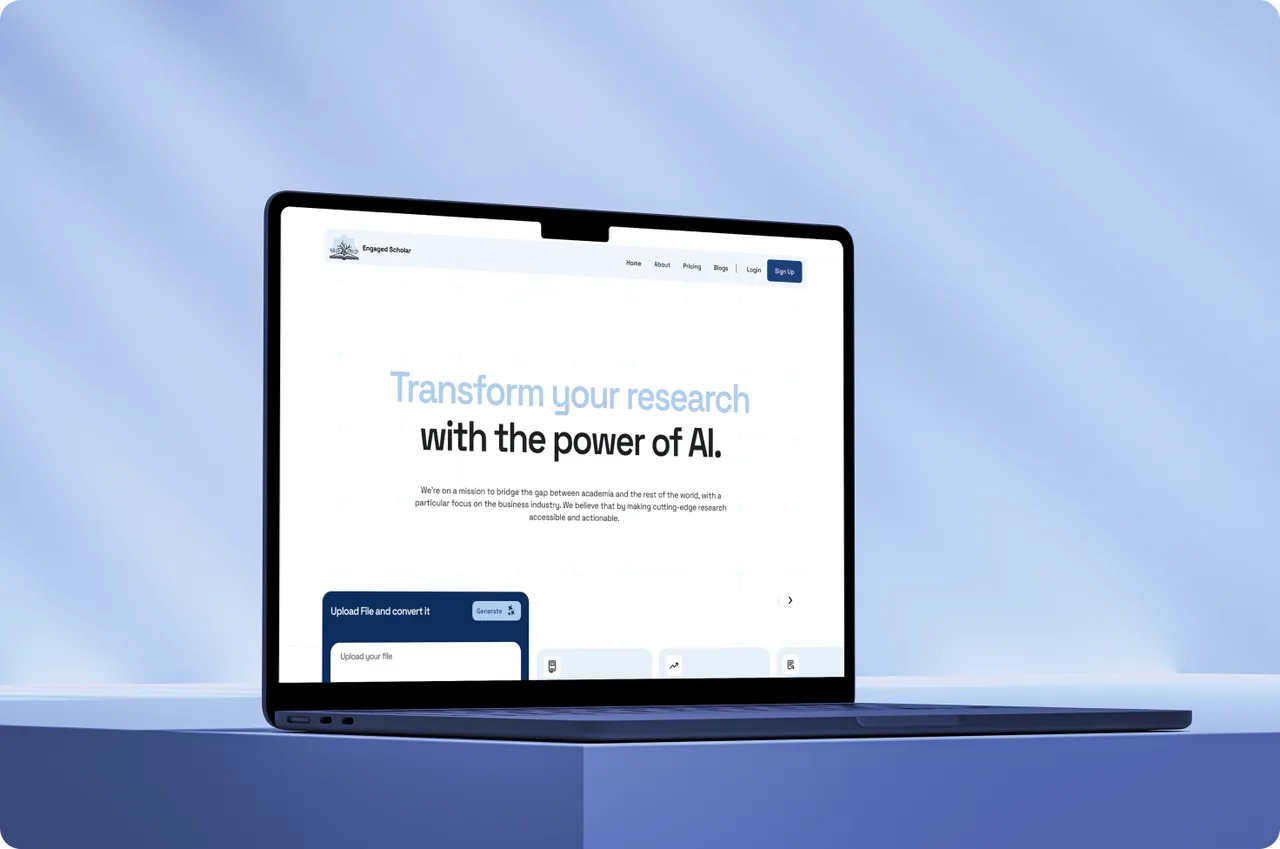 Engaged Scholar
Home About Pricing Blogs | Login Sign Up
Transform your research
with the power of AI.
We're on a mission to bridge the gap between academia and the rest of the world, with a
particular focus on the business industry. We believe that by making cutting-edge research
accessible and actionable.
Upload File and convert it
Generate
Upload your file